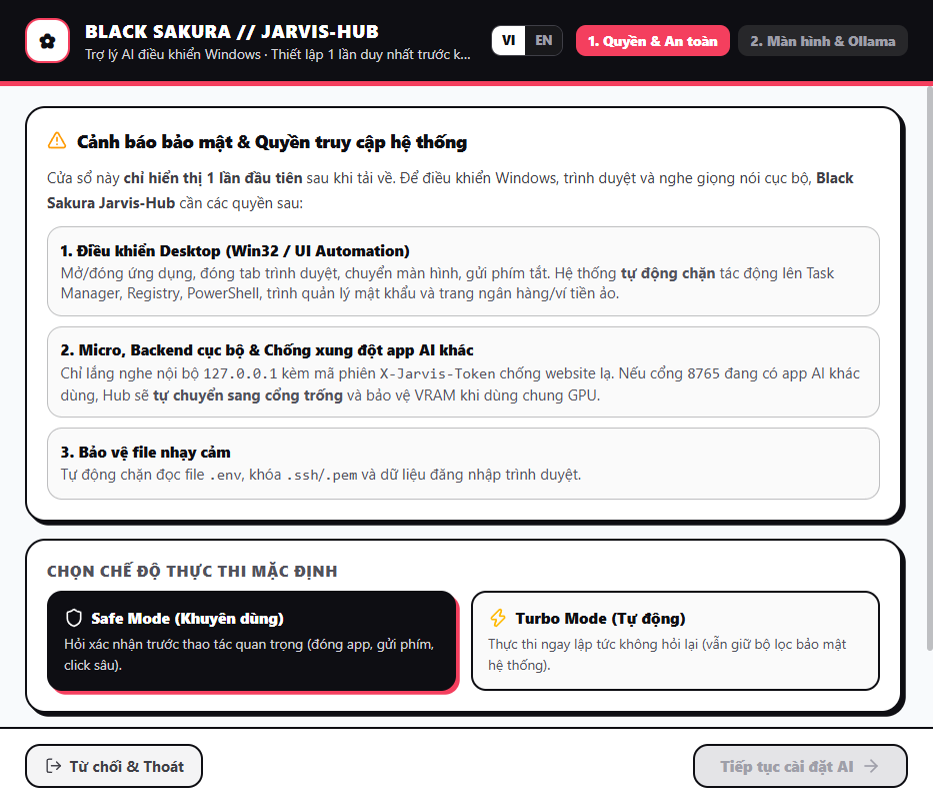 BLACK SAKURA // JARVIS-HUB
Trợ lý AI điều khiển Windows · Thiết lập 1 lần duy nhất trước k...
VI EN
1. Quyền & An toàn
2. Màn hình & Ollama
Cảnh báo bảo mật & Quyền truy cập hệ thống
Cửa sổ này chỉ hiển thị 1 lần đầu tiên sau khi tải về. Để điều khiển Windows, trình duyệt và nghe giọng nói cục bộ, Black
Sakura Jarvis-Hub cần các quyền sau:
1. Điều khiển Desktop (Win32 / UI Automation)
Mở/đóng ứng dụng, đóng tab trình duyệt, chuyển màn hình, gửi phím tắt. Hệ thống tự động chặn tác động lên Task
Manager, Registry, PowerShell, trình quản lý mật khẩu và trang ngân hàng/ví tiền ảo.
2. Micro, Backend cục bộ & Chống xung đột app AI khác
Chỉ lắng nghe nội bộ 127.0.0.1 kèm mã phiên X-Jarvis-Token chống website lạ. Nếu cổng 8765 đang có app AI khác
dùng, Hub sẽ tự chuyển sang cổng trống và bảo vệ VRAM khi dùng chung GPU.
3. Bảo vệ file nhạy cảm
Tự động chặn đọc file .env, khóa .ssh/.pem và dữ liệu đăng nhập trình duyệt.
CHỌN CHẾ ĐỘ THỰC THI MẶC ĐỊNH
Safe Mode (Khuyên dùng)
Hỏi xác nhận trước thao tác quan trọng (đóng app, gửi phím,
click sâu).
Turbo Mode (Tự động)
Thực thi ngay lập tức không hỏi lại (vẫn giữ bộ lọc bảo mật
hệ thống).
Từ chối & Thoát
Tiếp tục cài đặt AI